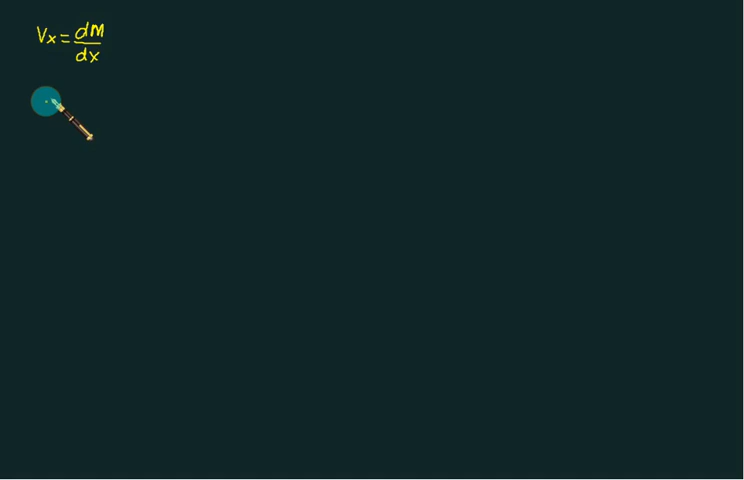 Vx = dM/dx